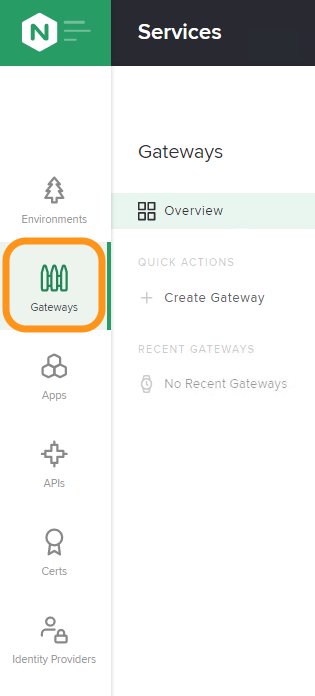 N
Services
Environments
Gateways
Apps
APIs
Certs
Identity Providers
Gateways
Overview
QUICK ACTIONS
Create Gateway
RECENT GATEWAYS
No Recent Gateways